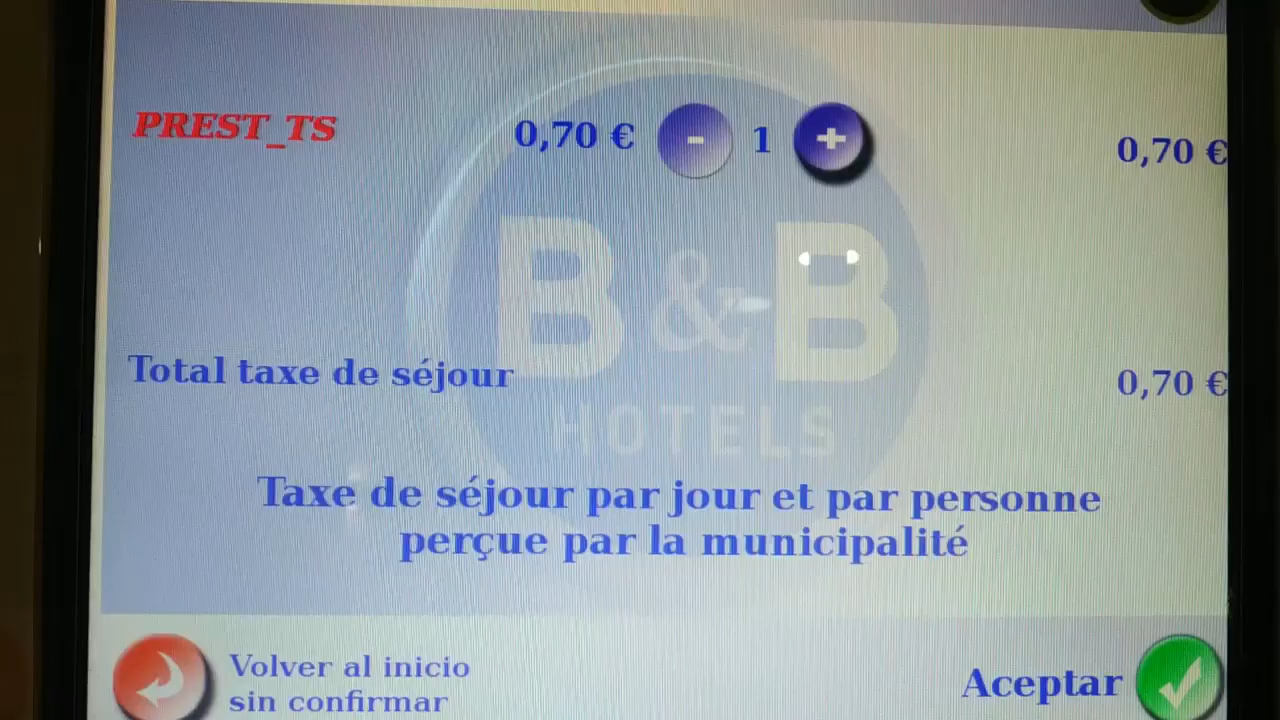 PREST_TS 0,70 € - 1 + 0,70 €
B&B
HOTELS
Total taxe de séjour 0,70 €
Taxe de séjour par jour et par personne
perçue par la municipalité
Volver al inicio
sin confirmar
Aceptar